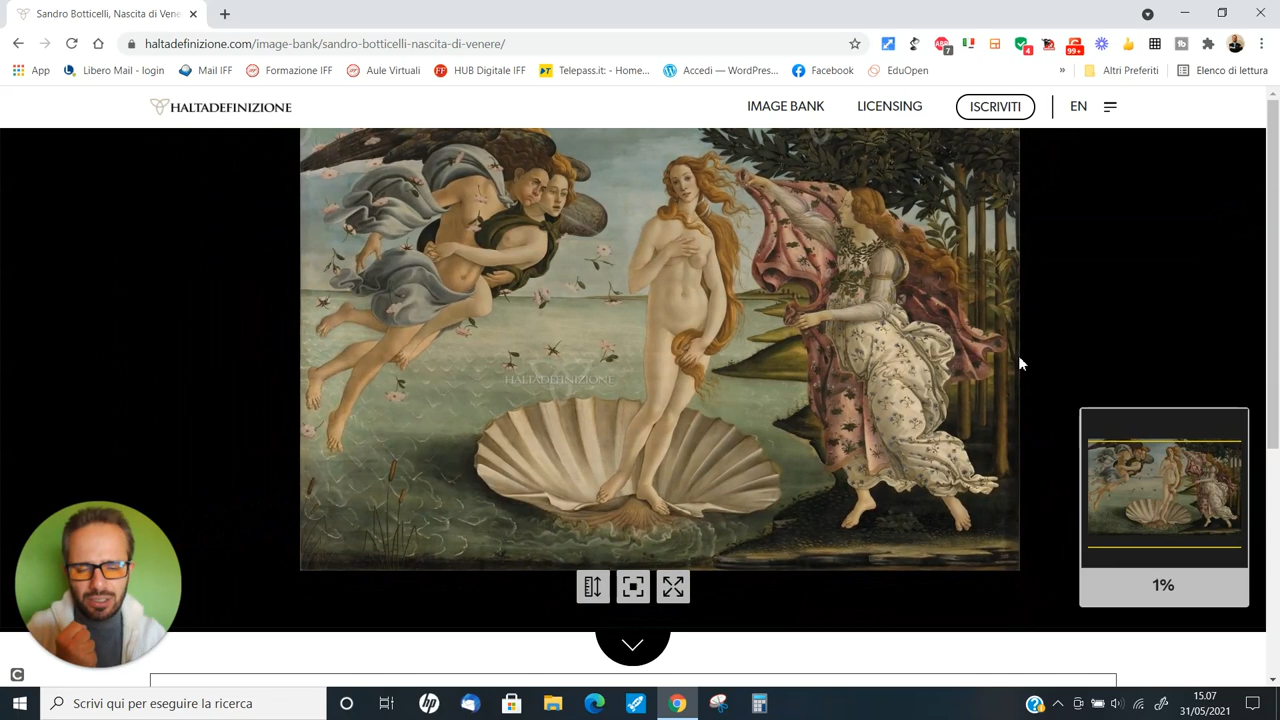 Sandro Botticelli, Nascita di Vene
haltadefinizione.com/image-bank/sandro-botticelli-nascita-di-venere/
7
4
99+
App
Libero Mail - login
Mail IFF
Formazione IFF
Aule Virtuali
HUB Digitale IFF
Telepass.it: - Home...
Accedi — WordPres...
Facebook
EduOpen
»
Altri Preferiti
Elenco di lettura
HALTADEFINIZIONE
IMAGE BANK
LICENSING
ISCRIVITI
EN
HALTADEFINIZIONE
1%
Scrivi qui per eseguire la ricerca
15.07
31/05/2021